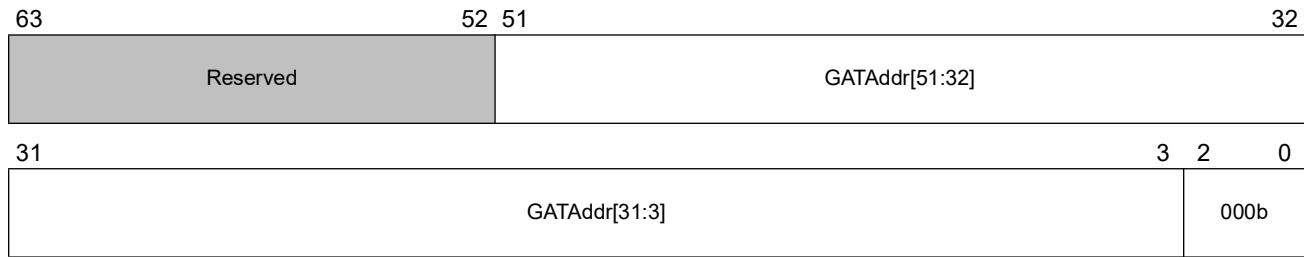 63 52 51 32
Reserved GATAddr[51:32]
31 3 2 0
GATAddr[31:3] 000b